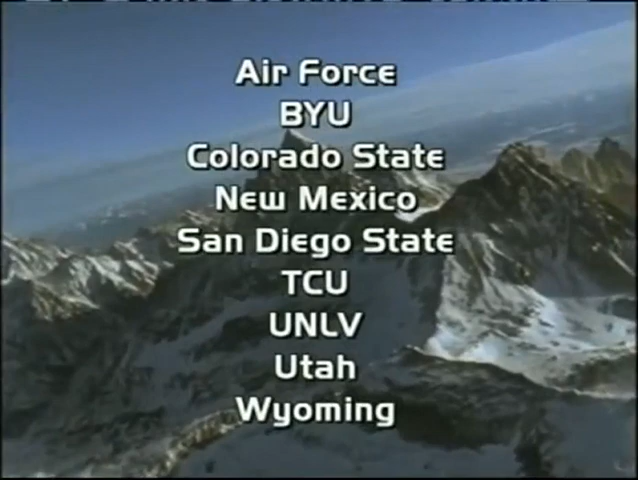 Air Force
BYU
Colorado State
New Mexico
San Diego State
TCU
UNLV
Utah
Wyoming